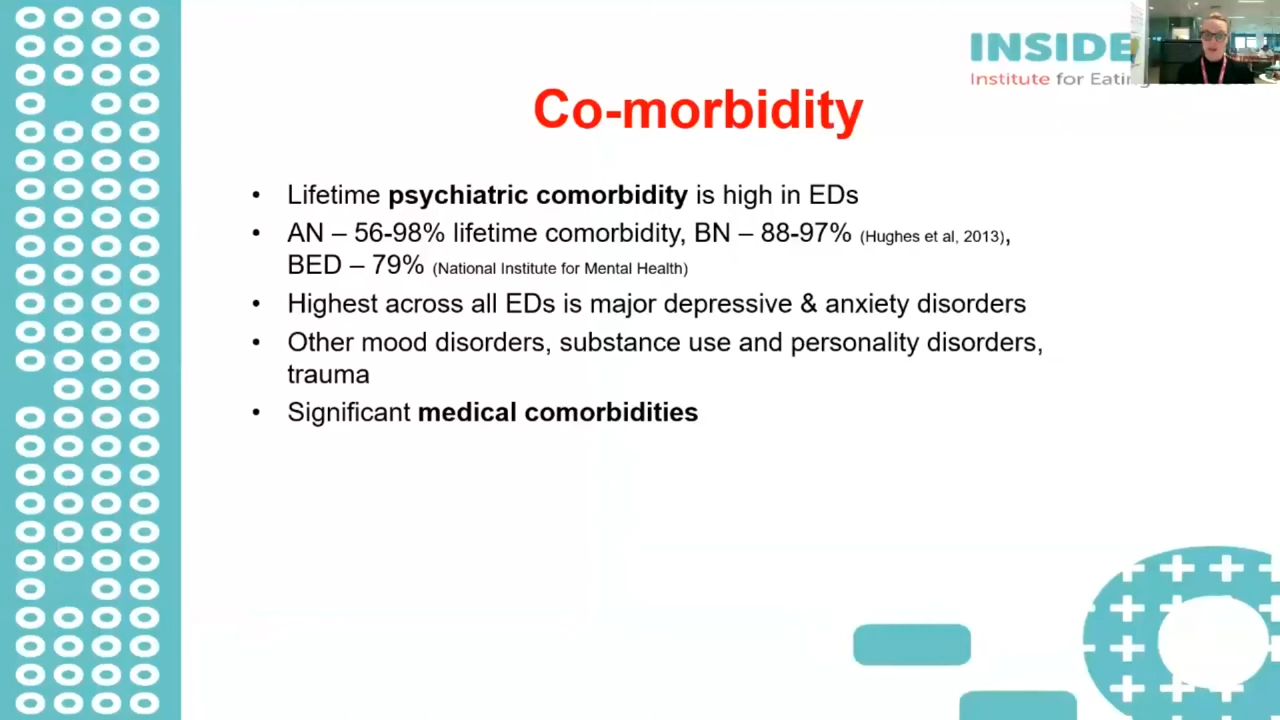 INSIDE
Institute for Eating
Co-morbidity
• Lifetime psychiatric comorbidity is high in EDs
• AN – 56-98% lifetime comorbidity, BN – 88-97% (Hughes et al, 2013),
BED – 79% (National Institute for Mental Health)
• Highest across all EDs is major depressive & anxiety disorders
• Other mood disorders, substance use and personality disorders,
trauma
• Significant medical comorbidities